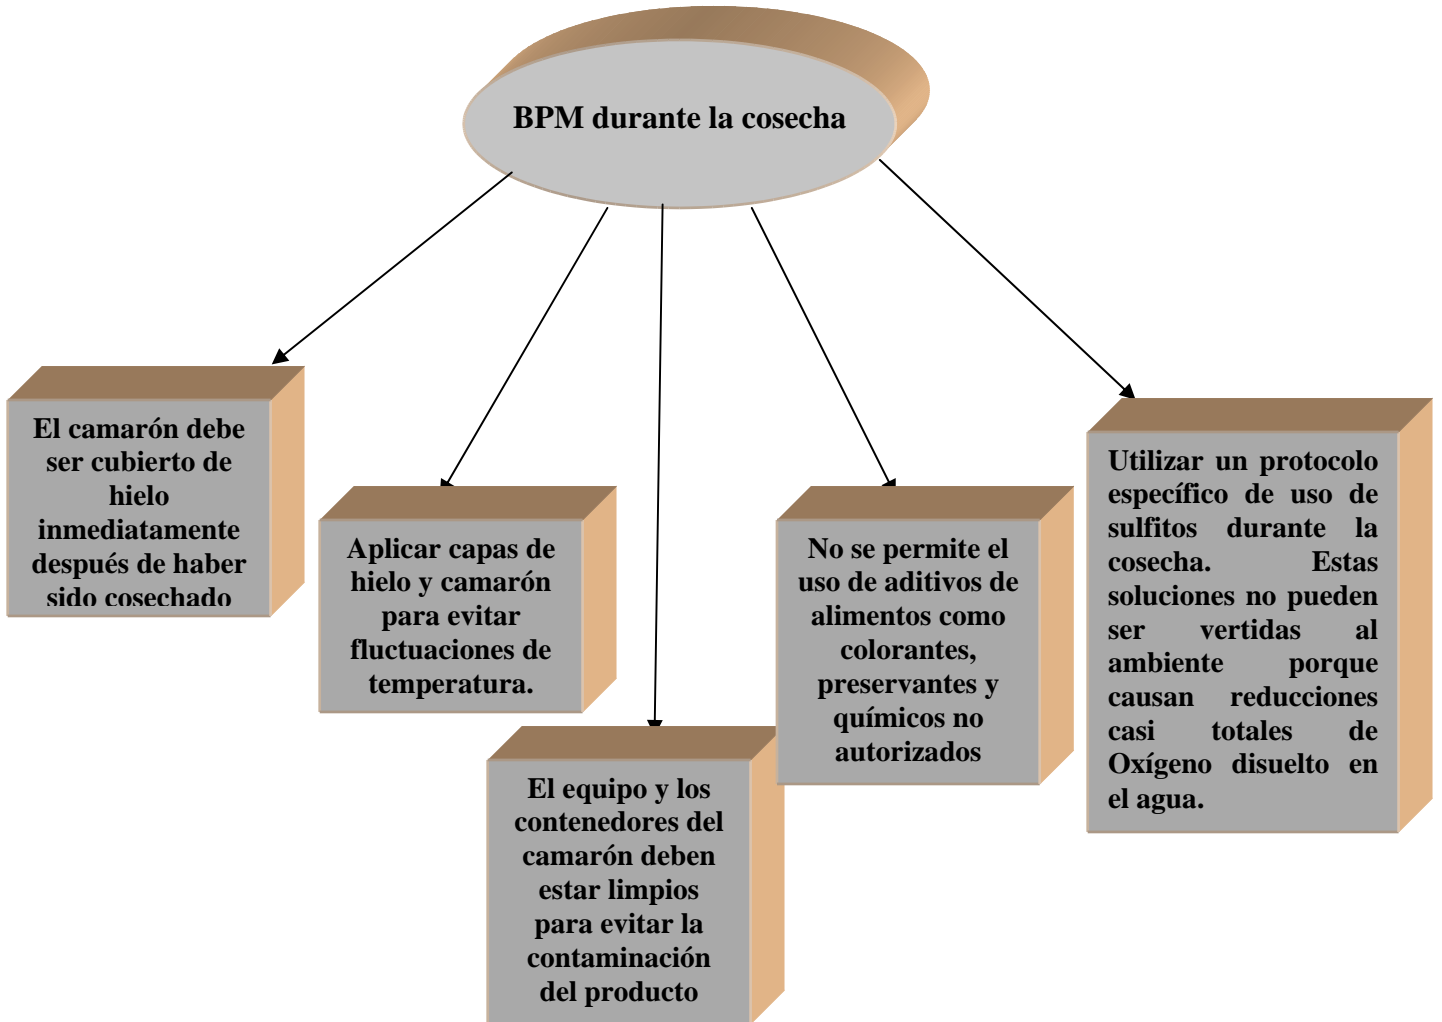 BPM durante la cosecha
El camarón debe
ser cubierto de
hielo
inmediatamente
después de haber
sido cosechado
Aplicar capas de
hielo y camarón
para evitar
fluctuaciones de
temperatura.
El equipo y los
contenedores del
camarón deben
estar limpios
para evitar la
contaminación
del producto
No se permite el
uso de aditivos de
alimentos como
colorantes,
preservantes y
químicos no
autorizados
Utilizar un protocolo
específico de uso de
sulfitos durante la
cosecha. Estas
soluciones no pueden
ser vertidas al
ambiente porque
causan reducciones
casi totales de
Oxígeno disuelto en
el agua.